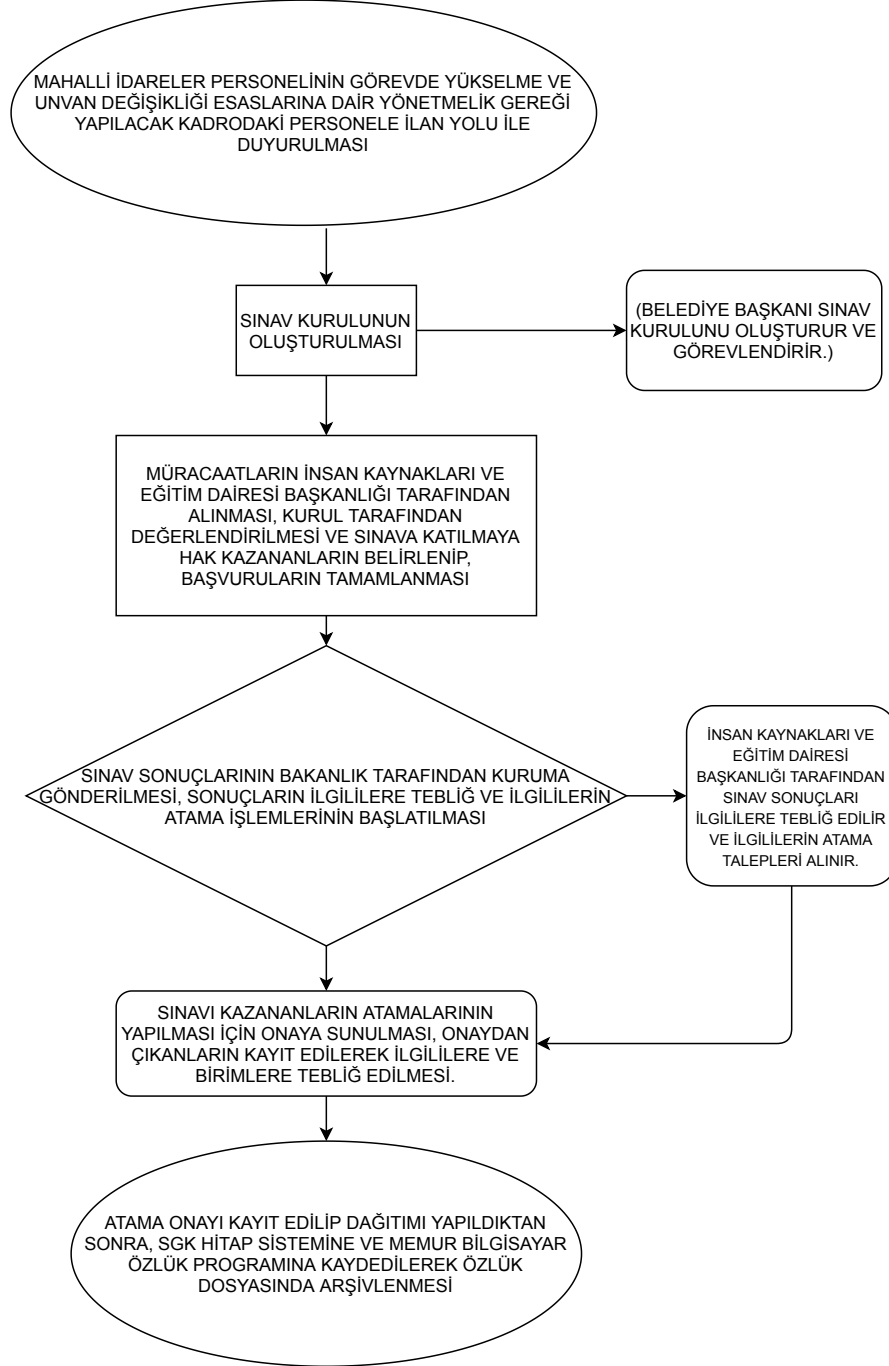 MAHALLİ İDARELER PERSONELİNİN GÖREVDE YÜKSELME VE
UNVAN DEĞİŞİKLİĞİ ESASLARINA DAİR YÖNETMELİK GEREĞİ
YAPILACAK KADRODAKİ PERSONELE İLAN YOLU İLE
DUYURULMASI
SINAV KURULUNUN
OLUŞTURULMASI
(BELEDİYE BAŞKANI SINAV
KURULUNU OLUŞTURUR VE
GÖREVLENDİRİR.)
MÜRACAATLARIN İNSAN KAYNAKLARI VE
EĞİTİM DAİRESİ BAŞKANLIĞI TARAFINDAN
ALINMASI, KURUL TARAFINDAN
DEĞERLENDİRİLMESİ VE SINAVA KATILMAYA
HAK KAZANANLARIN BELİRLENİP,
BAŞVURULARIN TAMAMLANMASI
SINAV SONUÇLARININ BAKANLIK TARAFINDAN KURUMA
GÖNDERİLMESİ, SONUÇLARIN İLGİLİLERE TEBLİĞ VE İLGİLİLERİN
ATAMA İŞLEMLERİNİN BAŞLATILMASI
İNSAN KAYNAKLARI VE
EĞİTİM DAİRESİ
BAŞKANLIĞI TARAFINDAN
SINAV SONUÇLARI
İLGİLİLERE TEBLİĞ EDİLİR
VE İLGİLİLERİN ATAMA
TALEPLERİ ALINIR.
SINAVI KAZANANLARIN ATAMALARININ
YAPILMASI İÇİN ONAYA SUNULMASI, ONAYDAN
ÇIKANLARIN KAYIT EDİLEREK İLGİLİLERE VE
BİRİMLERE TEBLİĞ EDİLMESİ.
ATAMA ONAYI KAYIT EDİLİP DAĞITIMI YAPILDIKTAN
SONRA, SGK HİTAP SİSTEMİNE VE MEMUR BİLGİSAYAR
ÖZLÜK PROGRAMINA KAYDEDİLEREK ÖZLÜK
DOSYASINDA ARŞİVLENMESİ